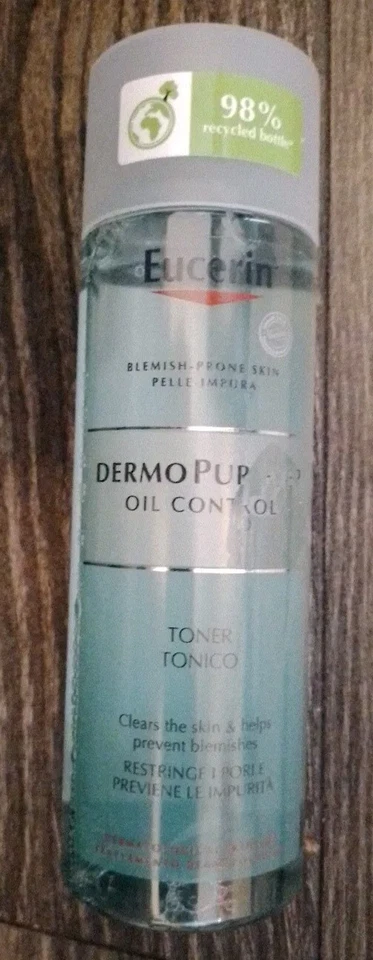 98%
recycled bottle*
Eucerin
BLEMISH-PRONE SKIN
PELLE IMPURA
OIL CONTROL
TONER
TONICO
Clears the skin & helps
prevent blemishes
RESTRINGE I PORI E
PREVIENE LE IMPURITÀ